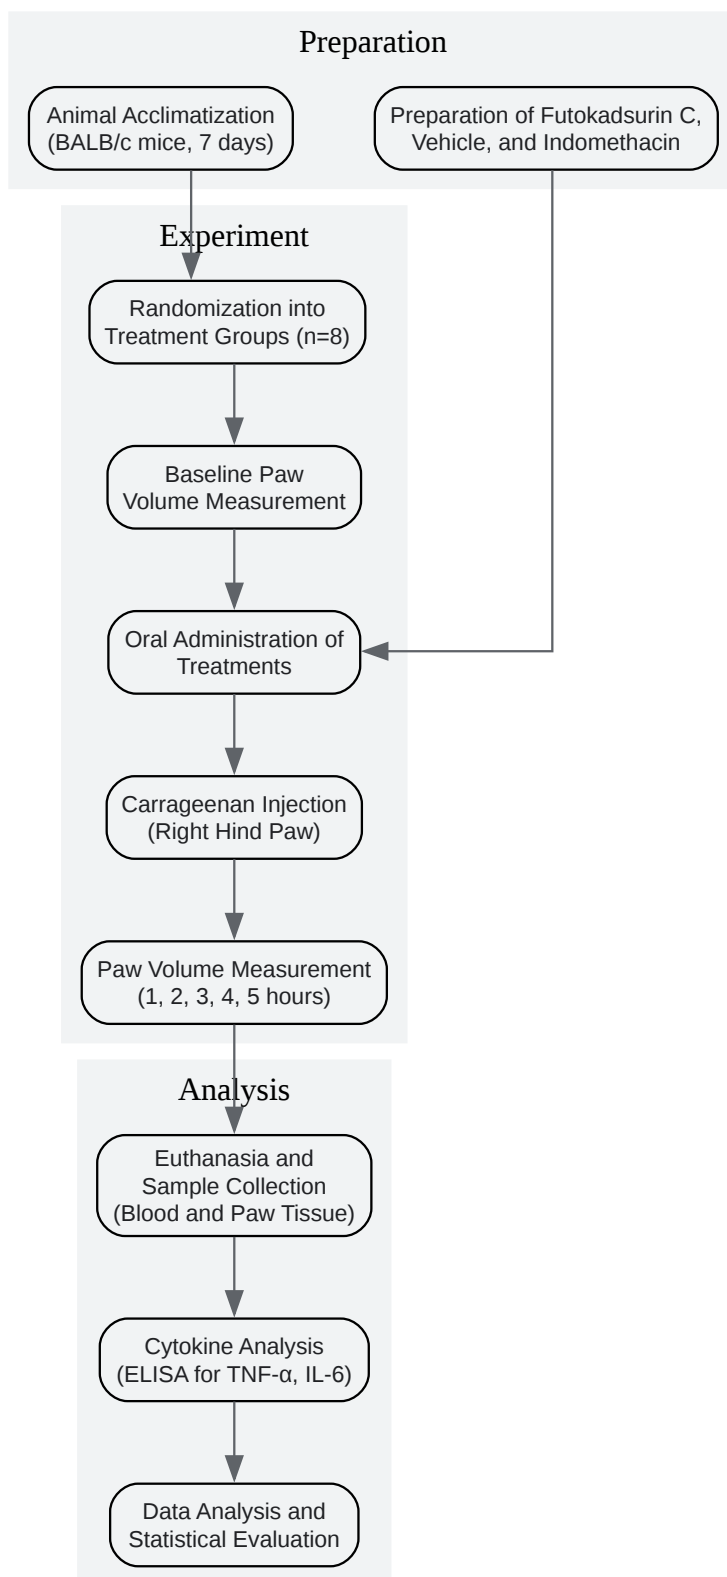 Preparation
Animal Acclimatization
(BALB/c mice, 7 days)
Preparation of Futokadsurin C,
Vehicle, and Indomethacin
Experiment
Randomization into
Treatment Groups (n=8)
Baseline Paw
Volume Measurement
Oral Administration of
Treatments
Carrageenan Injection
(Right Hind Paw)
Paw Volume Measurement
(1, 2, 3, 4, 5 hours)
Analysis
Euthanasia and
Sample Collection
(Blood and Paw Tissue)
Cytokine Analysis
(ELISA for TNF-α, IL-6)
Data Analysis and
Statistical Evaluation